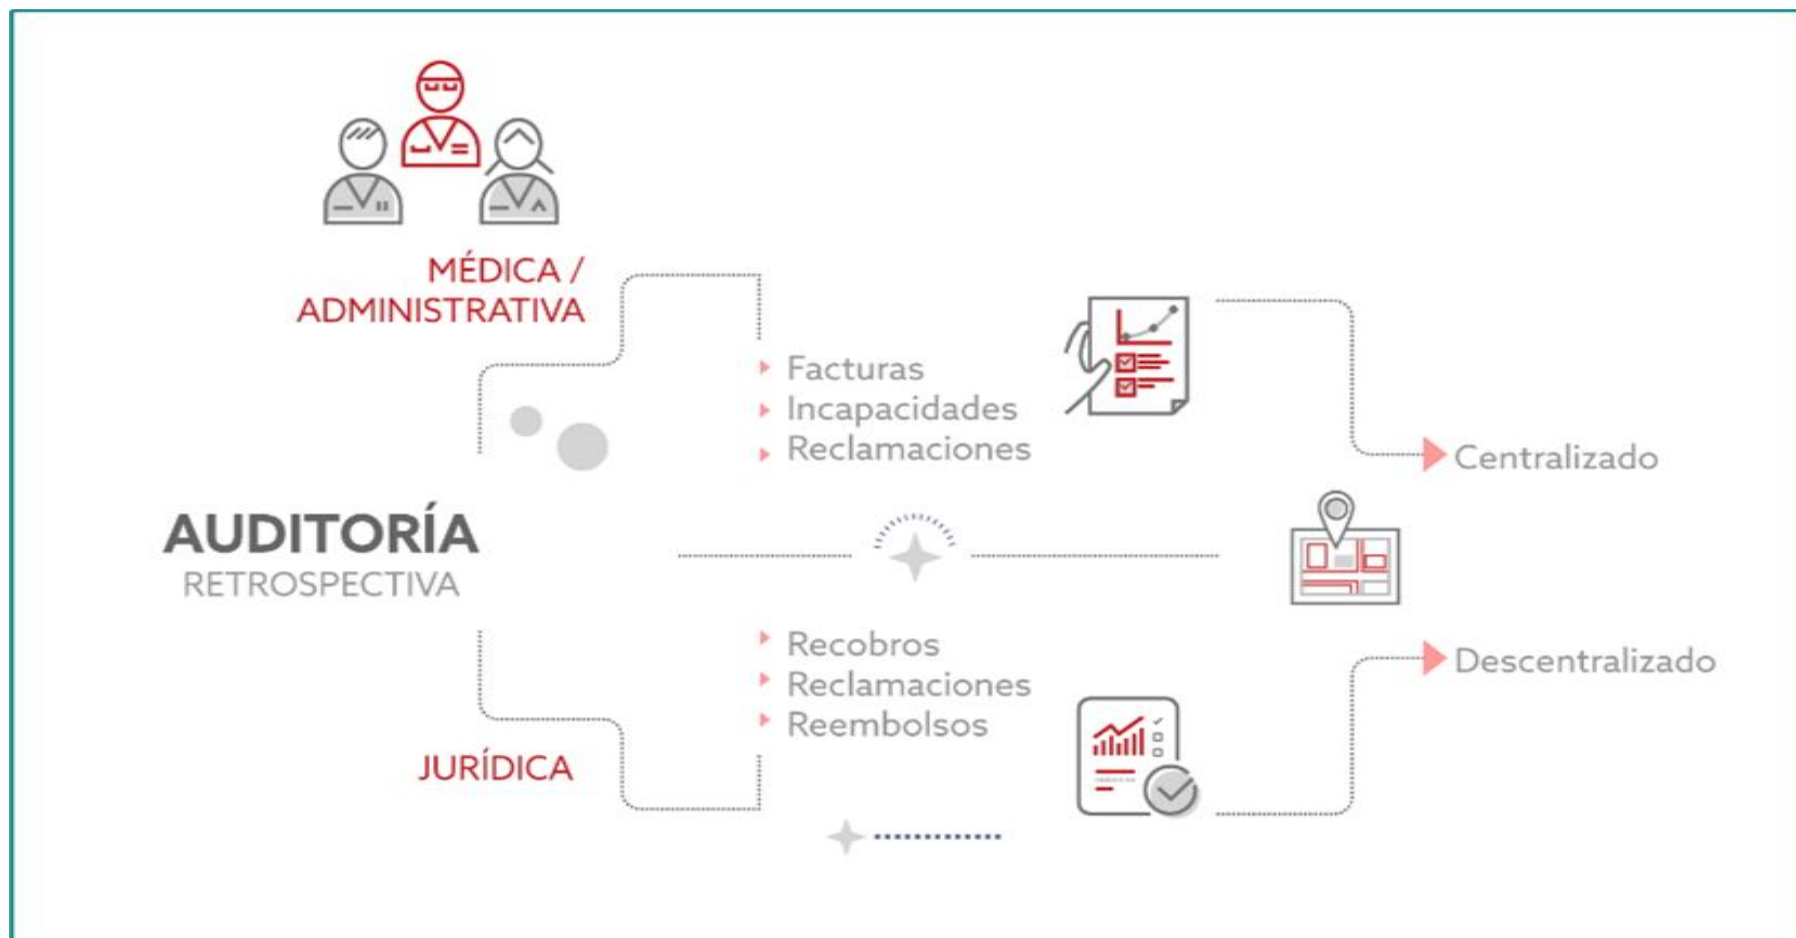 MÉDICA /
ADMINISTRATIVA
Facturas
Incapacidades
Reclamaciones
Centralizado
AUDITORÍA
RETROSPECTIVA
Recobros
Reclamaciones
Reembolsos
Descentralizado
JURÍDICA